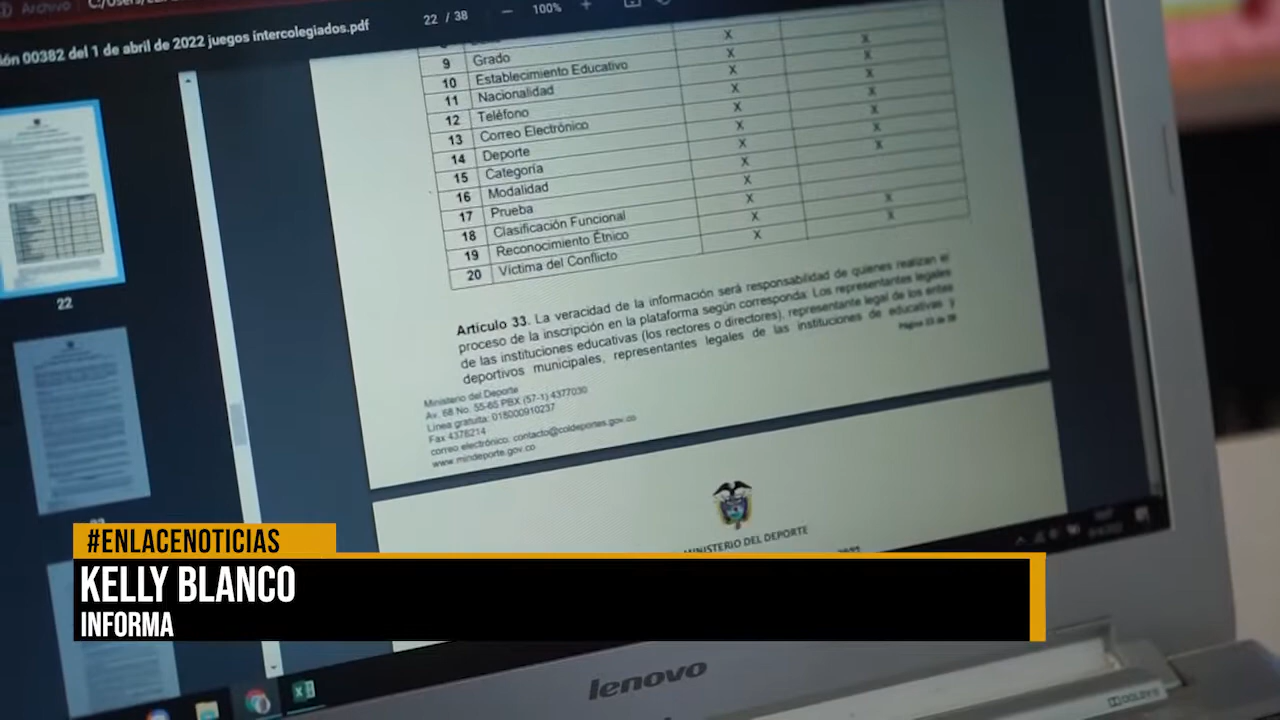 Archivo
ión 00382 del 1 de abril de 2022 juegos intercolegiados.pdf
22 / 38
100%
9 Grado X
10 Establecimiento Educativo X X
11 Nacionalidad X X
12 Teléfono X X
13 Correo Electrónico X X
14 Deporte X X
15 Categoría X X
16 Modalidad X X
17 Prueba X
18 Clasificación Funcional X
19 Reconocimiento Étnico X X
20 Víctima del Conflicto X X
Artículo 33. La veracidad de la información será responsabilidad de quienes realizan el
proceso de la inscripción en la plataforma según corresponda: Los representantes legales
de las instituciones educativas (los rectores o directores), representante legal de los entes
deportivos municipales, representantes legales de las instituciones de educativas y
Ministerio del Deporte
Av. 68 No. 55-65 PBX (57-1) 4377030
Línea gratuita: 018000910237
Fax 4378214
correo electrónico: contacto@coldeportes.gov.co
www.mindeporte.gov.co
22
MINISTERIO DEL DEPORTE
#ENLACENOTICIAS
KELLY BLANCO
INFORMA
lenovo
DOLBY